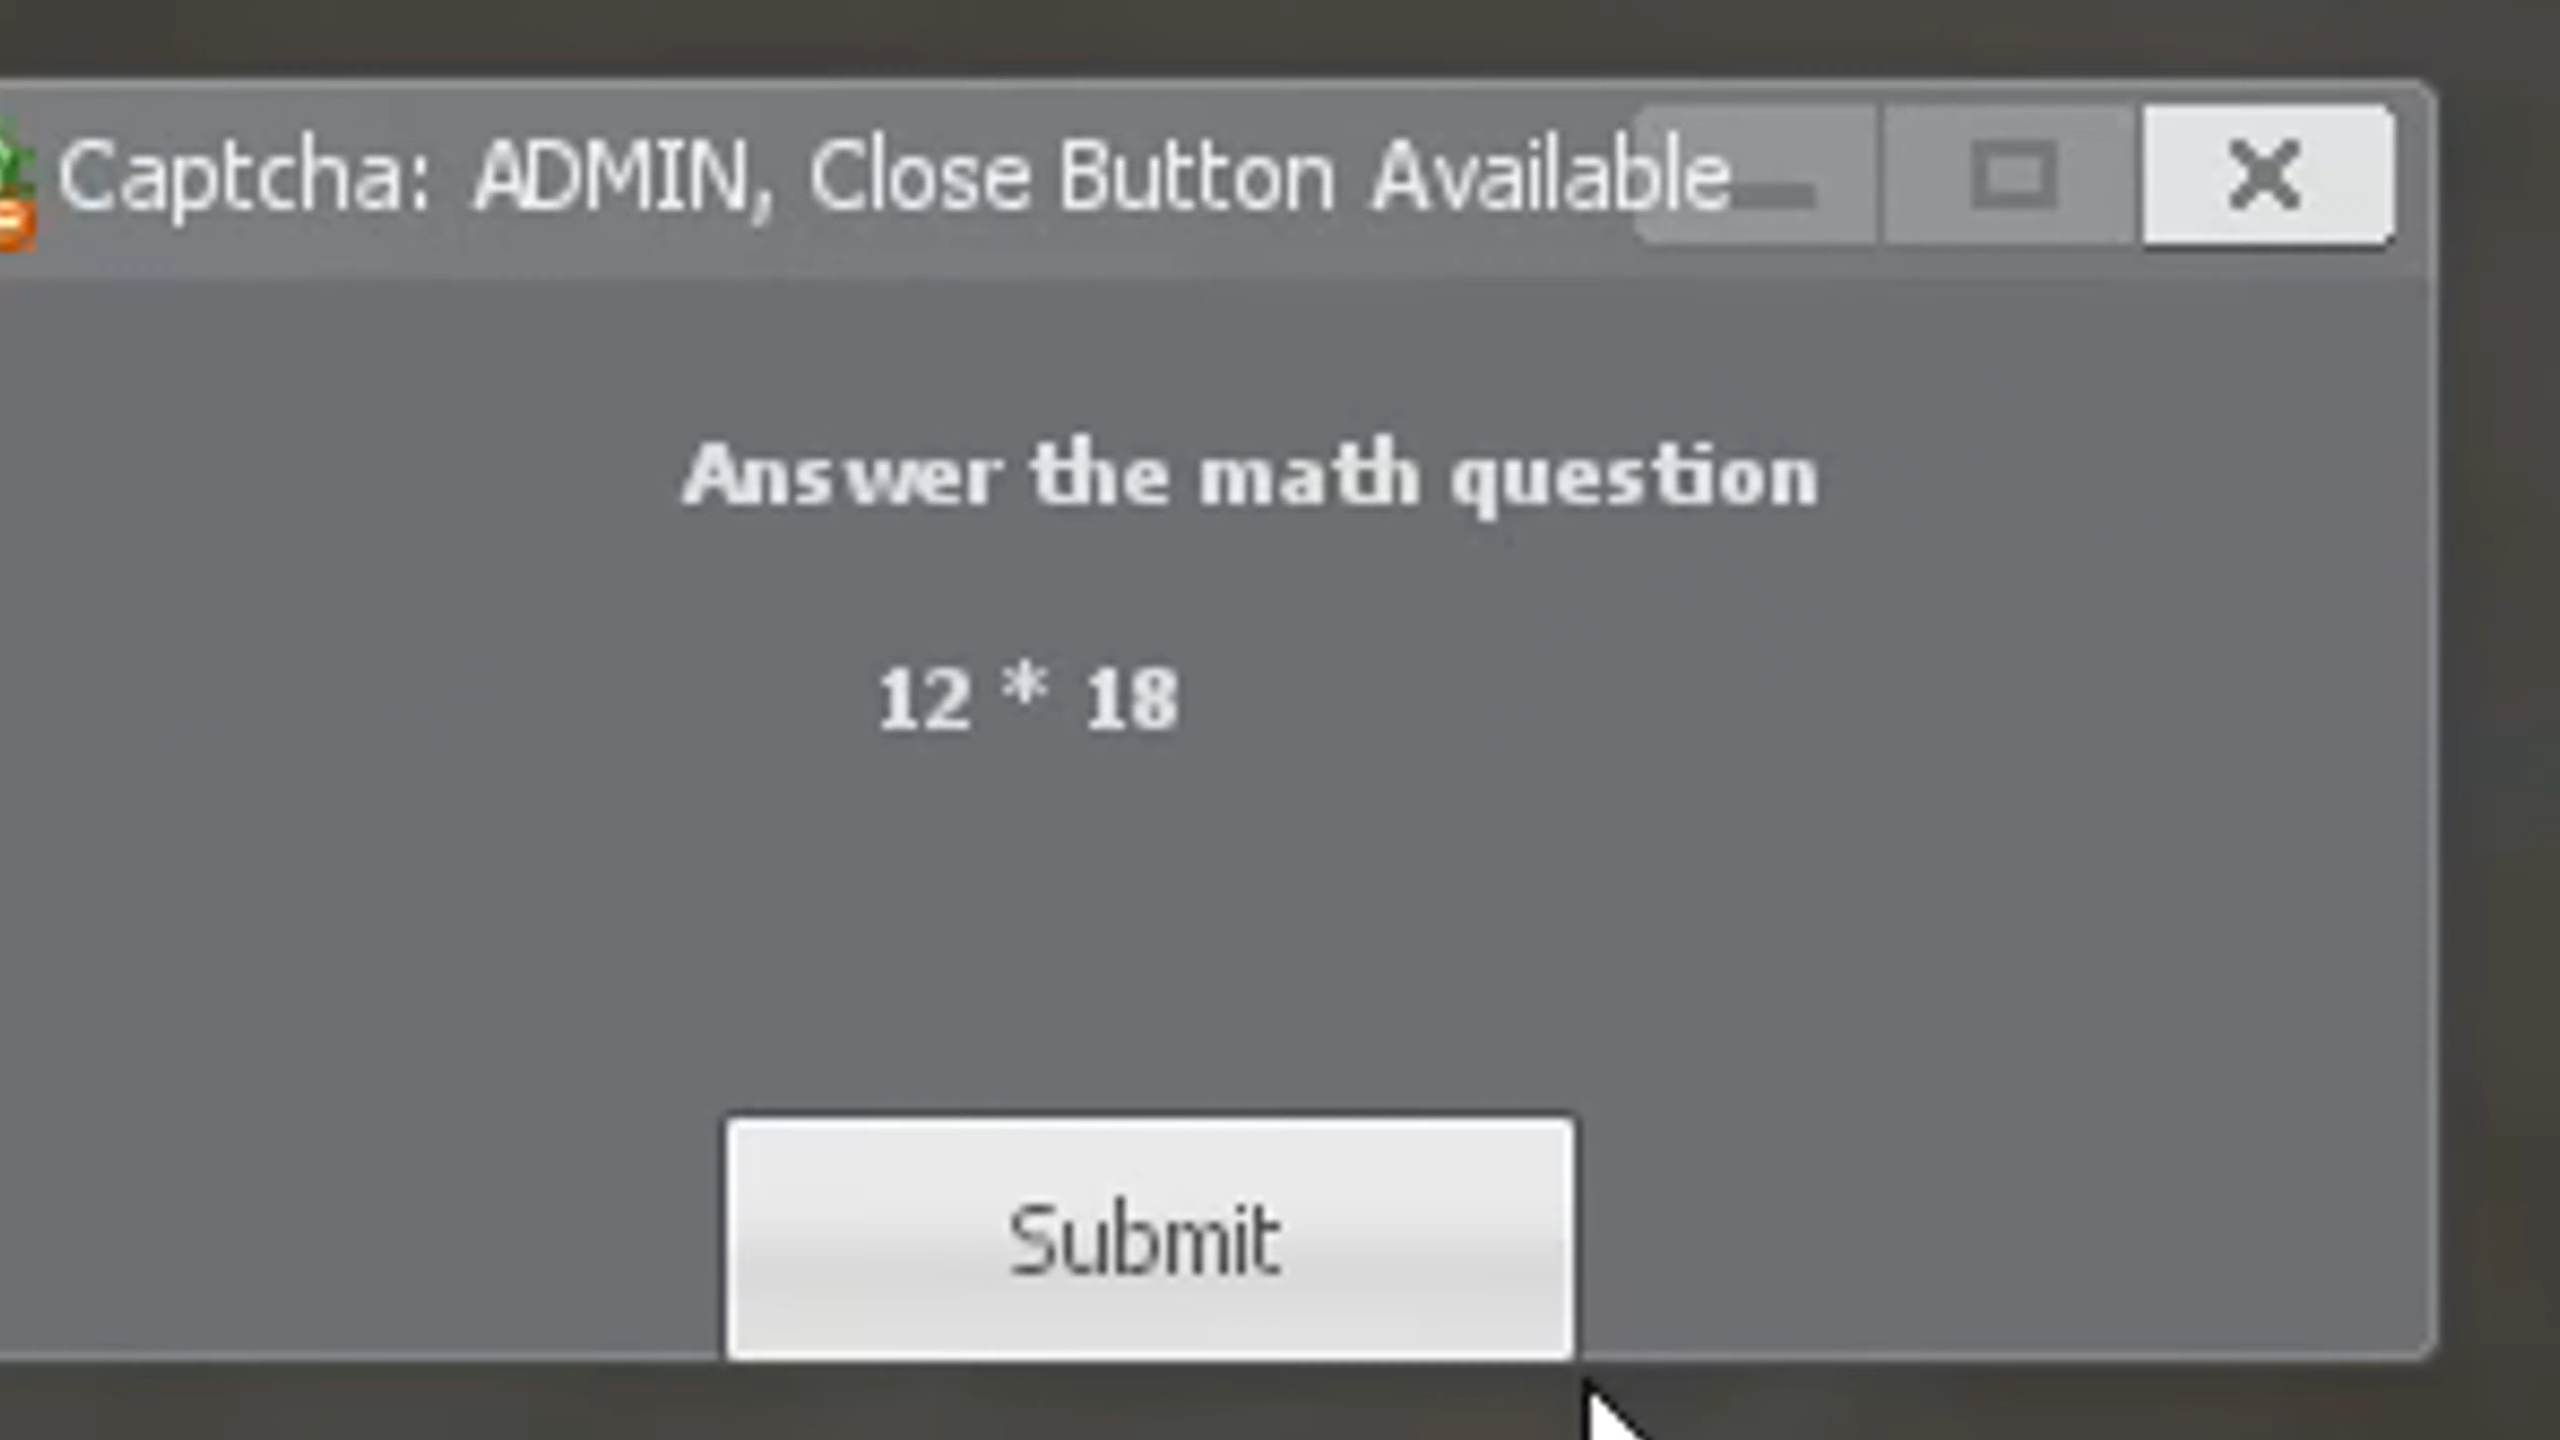 Captcha: ADMIN, Close Button Available
Answer the math question
12 * 18
Submit